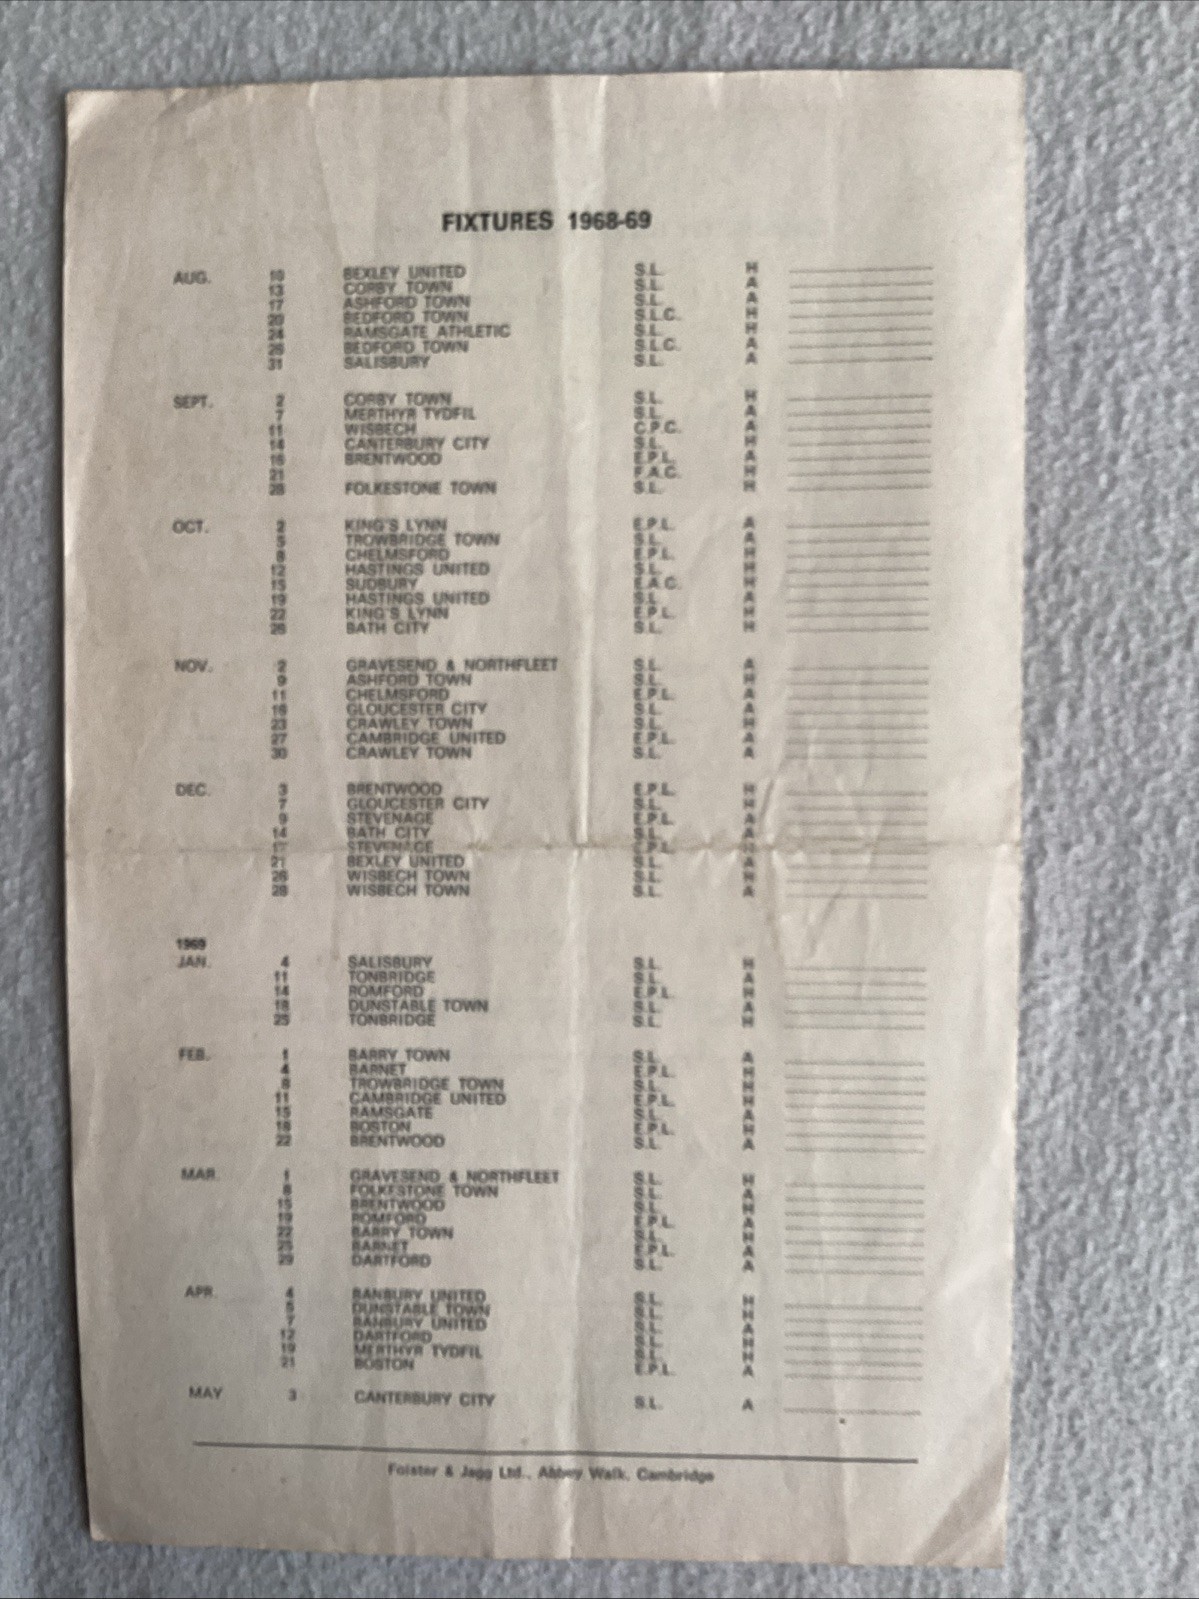 FIXTURES 1968-69
AUG. 10 BEXLEY UNITED S.L. H
13 CORBY TOWN S.L. A
17 ASHFORD TOWN S.L. A
20 BEDFORD TOWN S.L.C. H
24 RAMSGATE ATHLETIC S.L. H
26 BEDFORD TOWN S.L.C. A
31 SALISBURY S.L. A
SEPT. 2 CORBY TOWN S.L. H
7 MERTHYR TYDFIL S.L. A
11 WISBECH C.P.C. A
14 CANTERBURY CITY S.L. H
16 BRENTWOOD E.P.L. A
21 F.A.C. H
28 FOLKESTONE TOWN S.L. H
OCT. 2 KING'S LYNN E.P.L. A
5 TROWBRIDGE TOWN S.L. A
8 CHELMSFORD E.P.L. H
12 HASTINGS UNITED S.L. H
15 SUDBURY E.A.C. H
19 HASTINGS UNITED S.L. A
22 KING'S LYNN E.P.L. H
26 BATH CITY S.L. H
NOV. 2 GRAVESEND & NORTHFLEET S.L. A
9 ASHFORD TOWN S.L. H
11 CHELMSFORD E.P.L. A
16 GLOUCESTER CITY S.L. A
23 CRAWLEY TOWN S.L. H
27 CAMBRIDGE UNITED E.P.L. A
30 CRAWLEY TOWN S.L. A
DEC. 3 BRENTWOOD E.P.L. H
7 GLOUCESTER CITY S.L. H
9 STEVENAGE E.P.L. A
14 BATH CITY S.L. A
17 STEVENAGE E.P.L. H
21 BEXLEY UNITED S.L. A
26 WISBECH TOWN S.L. H
28 WISBECH TOWN S.L. A
1969
JAN. 4 SALISBURY S.L. H
11 TONBRIDGE S.L. A
14 ROMFORD E.P.L. H
18 DUNSTABLE TOWN S.L. A
25 TONBRIDGE S.L. H
FEB. 1 BARRY TOWN S.L. A
4 BARNET E.P.L. H
8 TROWBRIDGE TOWN S.L. H
11 CAMBRIDGE UNITED E.P.L. H
15 RAMSGATE S.L. A
18 BOSTON E.P.L. H
22 BRENTWOOD S.L. A
MAR. 1 GRAVESEND & NORTHFLEET S.L. H
8 FOLKESTONE TOWN S.L. A
15 BRENTWOOD S.L. H
19 ROMFORD E.P.L. A
22 BARRY TOWN S.L. H
25 BARNET E.P.L. A
29 DARTFORD S.L. A
APR. 4 BANBURY UNITED S.L. H
5 DUNSTABLE TOWN S.L. H
7 BANBURY UNITED S.L. A
12 DARTFORD S.L. H
19 MERTHYR TYDFIL S.L. H
21 BOSTON E.P.L. A
MAY 3 CANTERBURY CITY S.L. A
Foister & Jagg Ltd., Abbey Walk, Cambridge